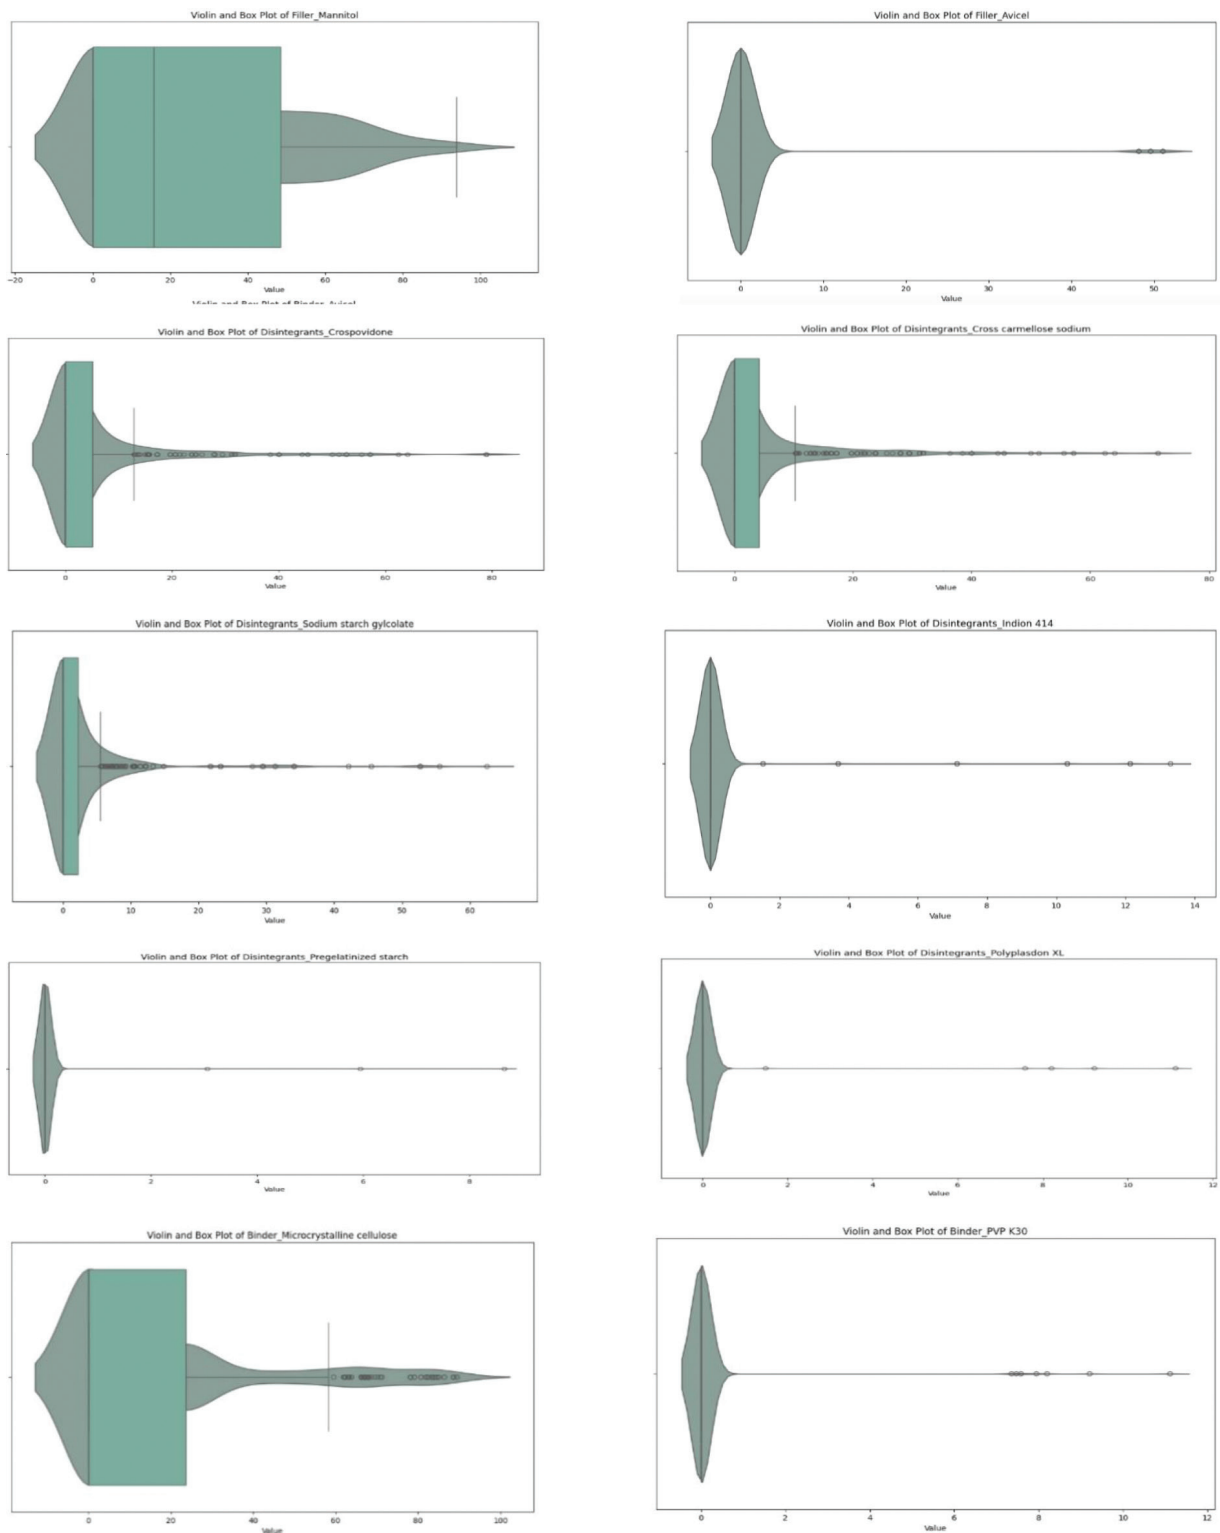 Violin and Box Plot of Filler_Mannitol
−20 0 20 40 60 80 100
Value
Violin and Box Plot of Filler_Avicel
0 10 20 30 40 50
Value
Violin and Box Plot of Binder_Avicel
Violin and Box Plot of Disintegrants_Crospovidone
0 20 40 60 80
Value
Violin and Box Plot of Disintegrants_Cross carmellose sodium
0 20 40 60 80
Value
Violin and Box Plot of Disintegrants_Sodium starch gylcolate
0 10 20 30 40 50 60
Value
Violin and Box Plot of Disintegrants_Indion 414
0 2 4 6 8 10 12 14
Value
Violin and Box Plot of Disintegrants_Pregelatinized starch
0 2 4 6 8
Value
Violin and Box Plot of Disintegrants_Polyplasdon XL
0 2 4 6 8 10 12
Value
Violin and Box Plot of Binder_Microcrystalline cellulose
0 20 40 60 80 100
Value
Violin and Box Plot of Binder_PVP K30
0 2 4 6 8 10 12
Value